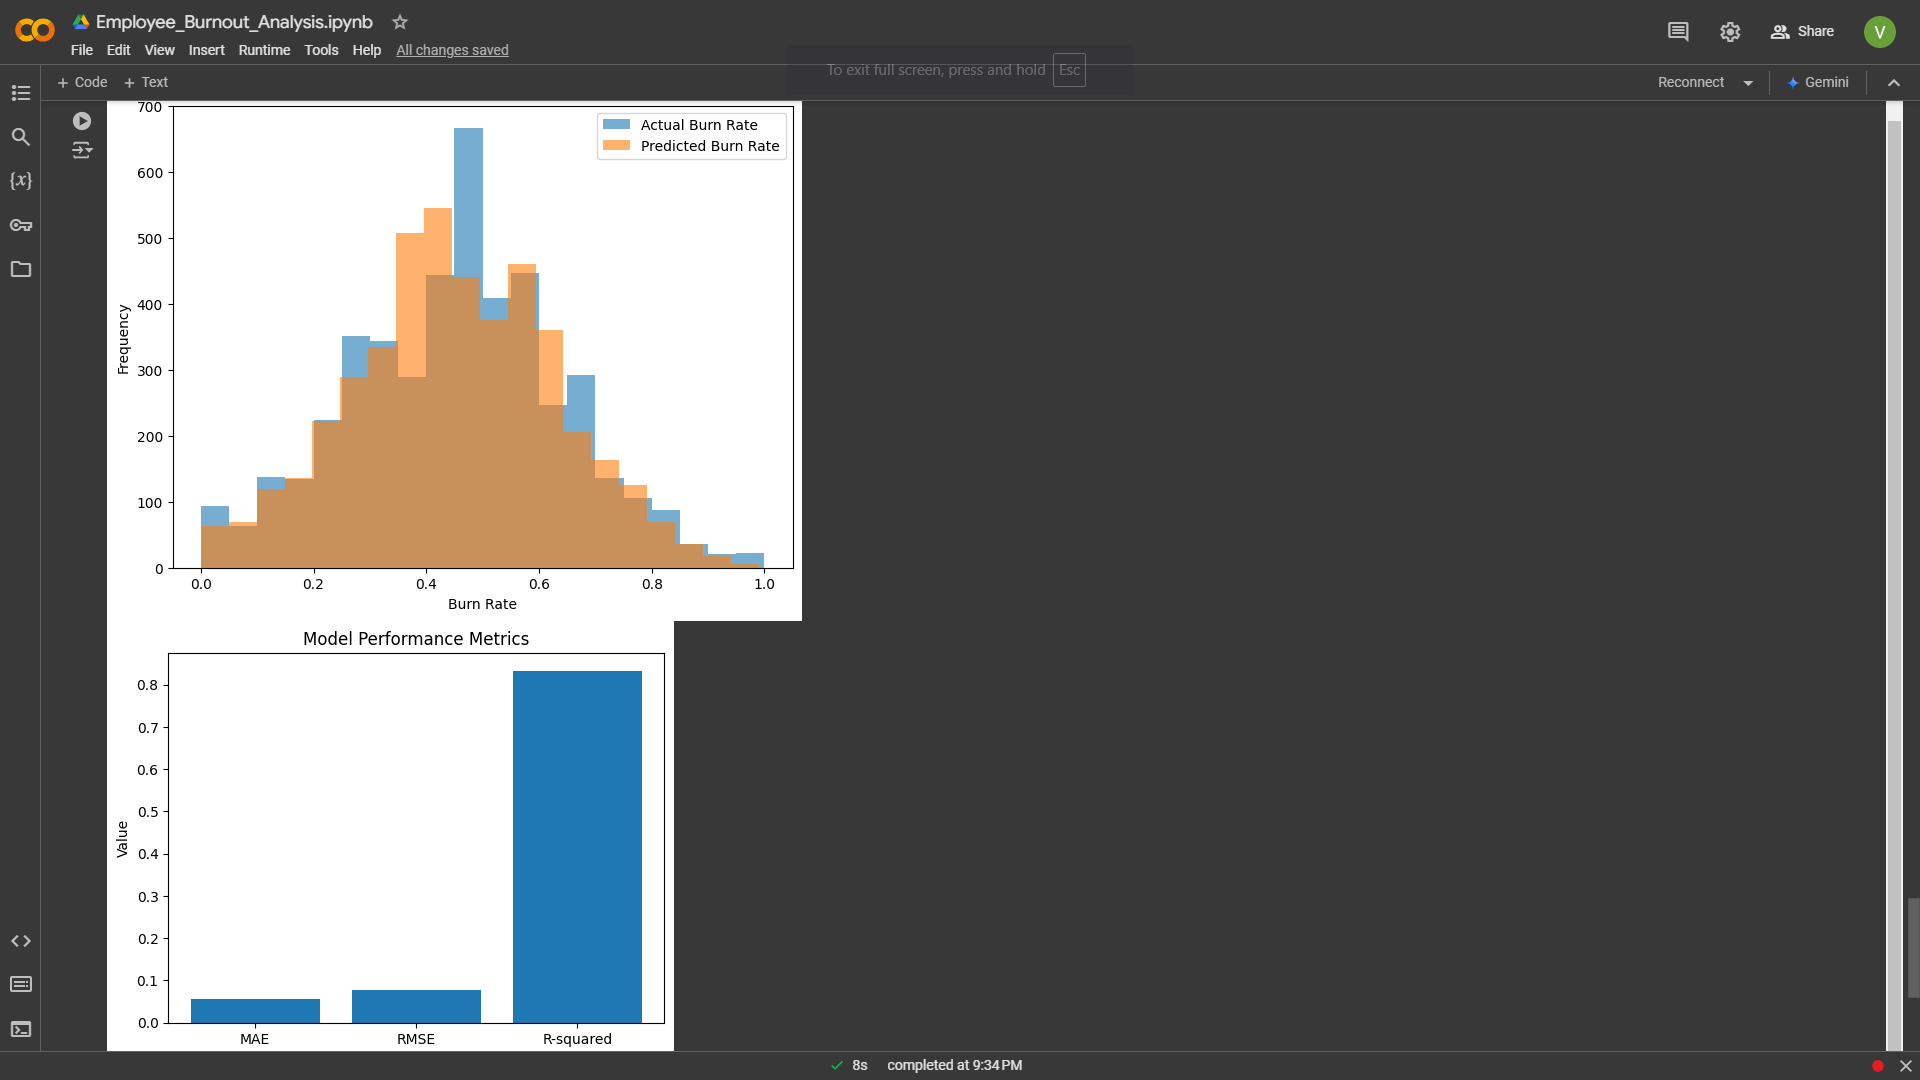 Employee_Burnout_Analysis.ipynb
File Edit View Insert Runtime Tools Help All changes saved
To exit full screen, press and hold Esc
Share
V
+ Code + Text
Reconnect
Gemini
{x}
700
600
500
400
300
200
100
0
Frequency
Actual Burn Rate
Predicted Burn Rate
0.0 0.2 0.4 0.6 0.8 1.0
Burn Rate
Model Performance Metrics
0.8
0.7
0.6
0.5
0.4
0.3
0.2
0.1
0.0
Value
MAE RMSE R-squared
8s completed at 9:34 PM